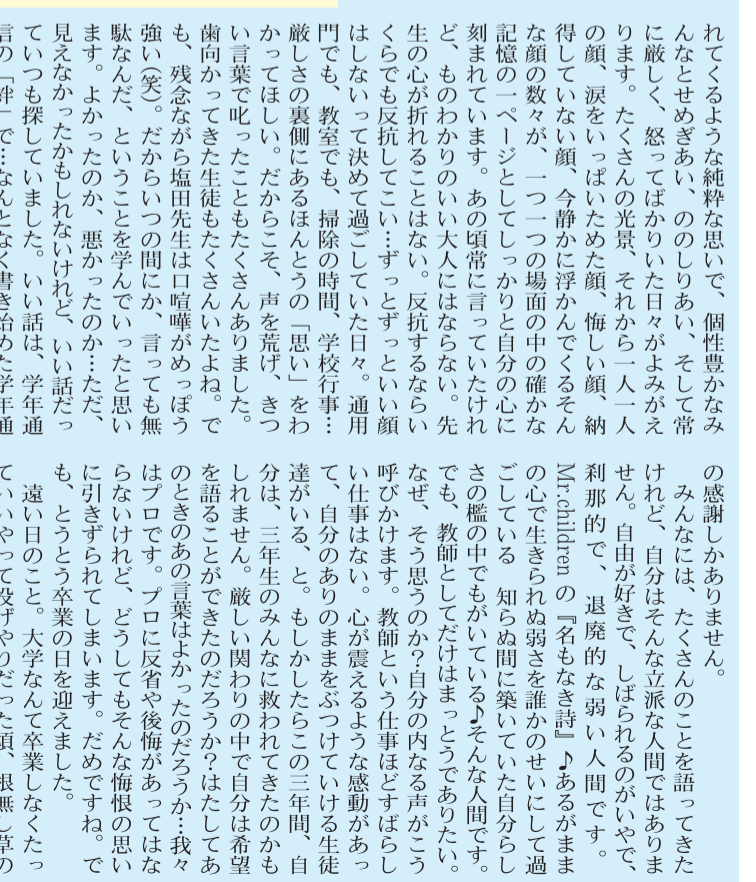 れてくるような純粋な思いで、個性豊かなみ
んなとせめぎあい、ののしりあい、そして常
に厳しく、怒ってばかりいた日々がよみがえ
ります。たくさんの光景、それから一人一人
の顔、涙をいっぱいためた顔、悔しい顔、納
得していない顔、今静かに浮かんでくるそん
な顔の数々が、一つ一つの場面の中の確かな
記憶の一ページとしてしっかりと自分の心に
刻まれています。あの頃常に言っていたけれ
ど、ものわかりのいい大人にはならない。先
生の心が折れることはない。反抗するならい
くらでも反抗してこい…ずっとずっといい顔
はしないって決めて過ごしていた日々。通用
門でも、教室でも、掃除の時間、学校行事…
厳しさの裏側にあるほんとうの「思い」をわ
かってほしい。だからこそ、声を荒げ、きつ
い言葉で叱ったこともたくさんありました。
歯向かってきた生徒もたくさんいたよね。で
も、残念ながら塩田先生は口喧嘩がめっぽう
強い（笑）。だからいつの間にか、言っても無
駄なんだ、ということを学んでいったと思い
ます。よかったのか、悪かったのか…ただ、
見えなかったかもしれないけれど、いい話だっ
ていつも探していました。いい話は、学年通
信の「絆」で…なんとなく書き始めた学年通
の感謝しかありません。
みんなには、たくさんのことを語ってきた
けれど、自分はそんな立派な人間ではありま
せん。自由が好きで、しばられるのがいやで、
刹那的で、退廃的な弱い人間です。
Mr.childrenの『名もなき詩』♪あるがまま
の心で生きられぬ弱さを誰かのせいにして過
ごしている　知らぬ間に築いていた自分らし
さの檻の中でもがいている♪そんな人間です。
でも、教師としてだけはまっとうでありたい。
なぜ、そう思うのか？自分の内なる声がこう
呼びかけます。教師という仕事ほどすばらし
い仕事はない。心が震えるような感動があっ
て、自分のありのままをぶつけていける生徒
達がいる、と。もしかしたらこの三年間、自
分は、三年生のみんなに救われてきたのかも
しれません。厳しい関わりの中で自分は希望
を語ることができたのだろうか？はたしてあ
のときのあの言葉はよかったのだろうか…我々
はプロです。プロに反省や後悔があってはな
らないけれど、どうしてもそんな悔恨の思い
に引きずられてしまいます。だめですね。で
も、とうとう卒業の日を迎えました。
遠い日のこと。大学なんて卒業しなくたっ
ていいやって投げやりだった頃、根無し草の